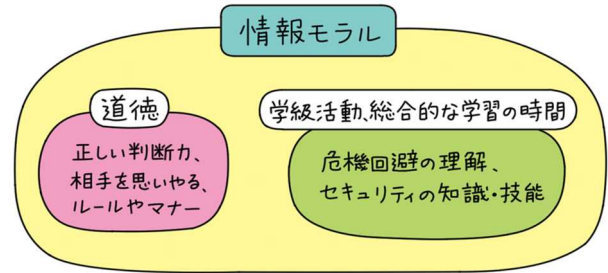 情報モラル
道徳
正しい判断力、
相手を思いやる、
ルールやマナー
学級活動、総合的な学習の時間
危機回避の理解、
セキュリティの知識・技能